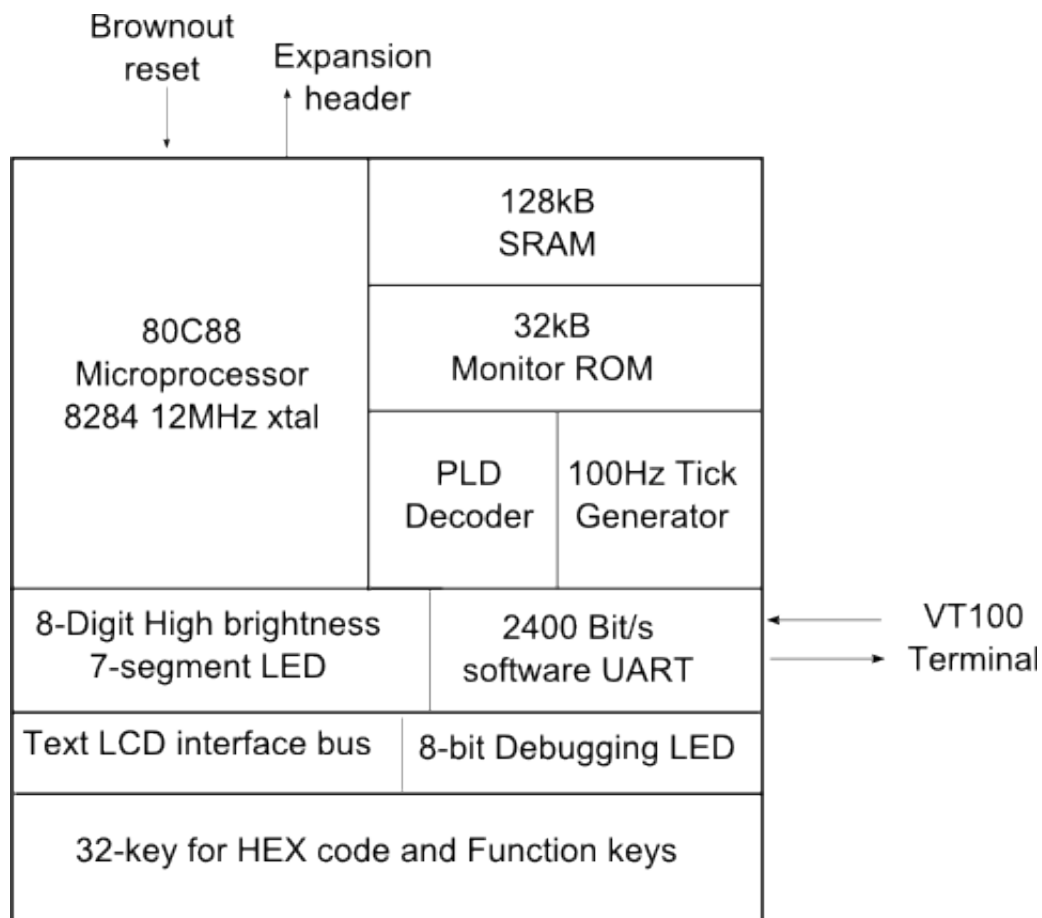 Brownout
reset
Expansion
header
128kB
SRAM
80C88
Microprocessor
8284 12MHz xtal
32kB
Monitor ROM
PLD
Decoder
100Hz Tick
Generator
8-Digit High brightness
7-segment LED
2400 Bit/s
software UART
VT100
Terminal
Text LCD interface bus
8-bit Debugging LED
32-key for HEX code and Function keys